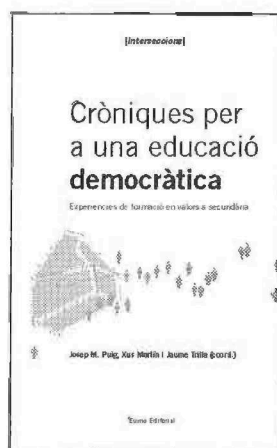 [interseccions]
Cròniques per
a una educació
democràtica
Experiències de formació en valors a secundària
Josep M. Puig, Xus Martín i Jaume Trilla (coord.)
Eumo Editorial